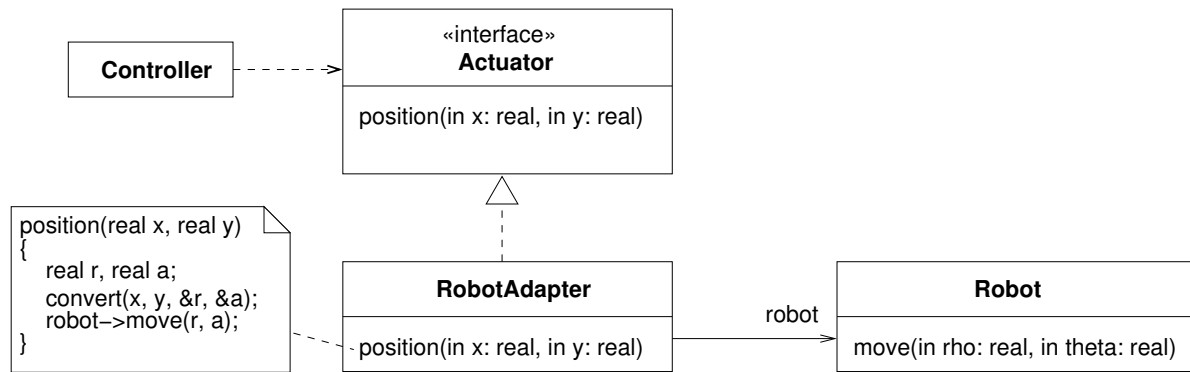 «interface»
Controller
Actuator
position(in x: real, in y: real)
position(real x, real y)
{
real r, real a;
convert(x, y, &r, &a);
robot−>move(r, a);
}
RobotAdapter
position(in x: real, in y: real)
robot
Robot
move(in rho: real, in theta: real)